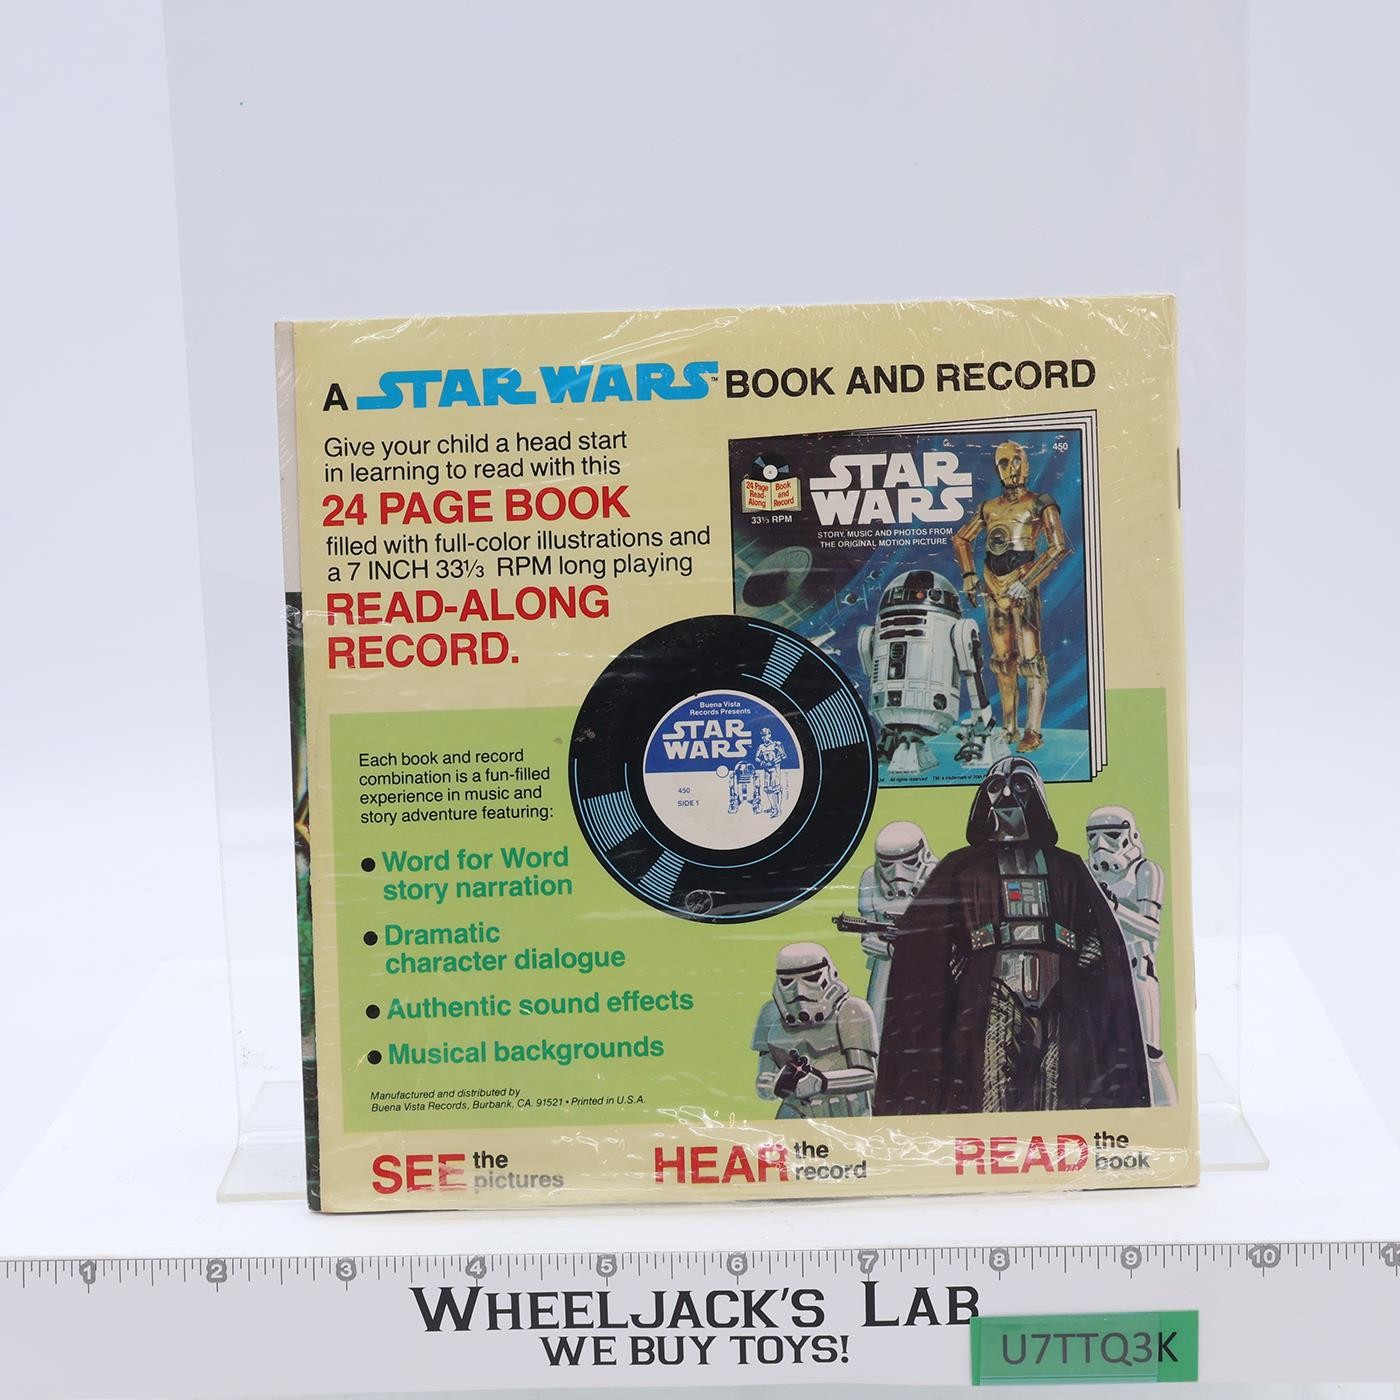 A STAR WARS™ BOOK AND RECORD
Give your child a head start
in learning to read with this
24 PAGE BOOK
filled with full-color illustrations and
a 7 INCH 33⅓ RPM long playing
READ-ALONG
RECORD.
450
24 Page Read-Along
Book and Record
33⅓ RPM
STAR
WARS
STORY, MUSIC AND PHOTOS FROM
THE ORIGINAL MOTION PICTURE
All rights reserved
Buena Vista
Records Presents
STAR
WARS
450
SIDE 1
Each book and record
combination is a fun-filled
experience in music and
story adventure featuring:
• Word for Word
story narration
• Dramatic
character dialogue
• Authentic sound effects
• Musical backgrounds
Manufactured and distributed by
Buena Vista Records, Burbank, CA. 91521 • Printed in U.S.A.
SEE the pictures
HEAR the record
READ the book
1 2 3 4 5 6 7 8 9 10 11
WHEELJACK'S LAB
WE BUY TOYS!
U7TTQ3K